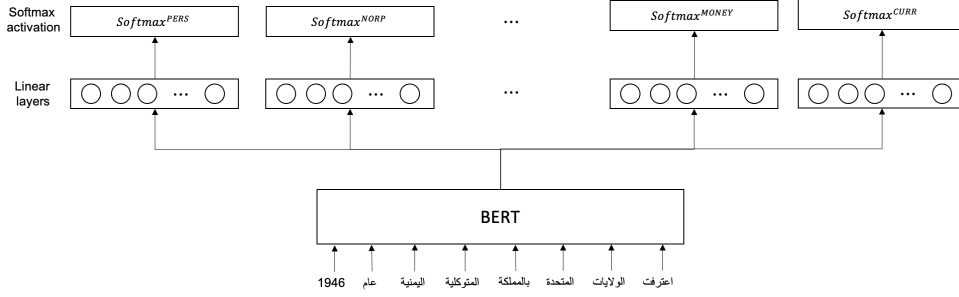 Softmax
activation
Softmax^PERS
Softmax^NORP
...
Softmax^MONEY
Softmax^CURR
Linear
layers
...
...
...
...
...
BERT
اعترفت الولايات المتحدة بالمملكة المتوكلية اليمنية عام 1946